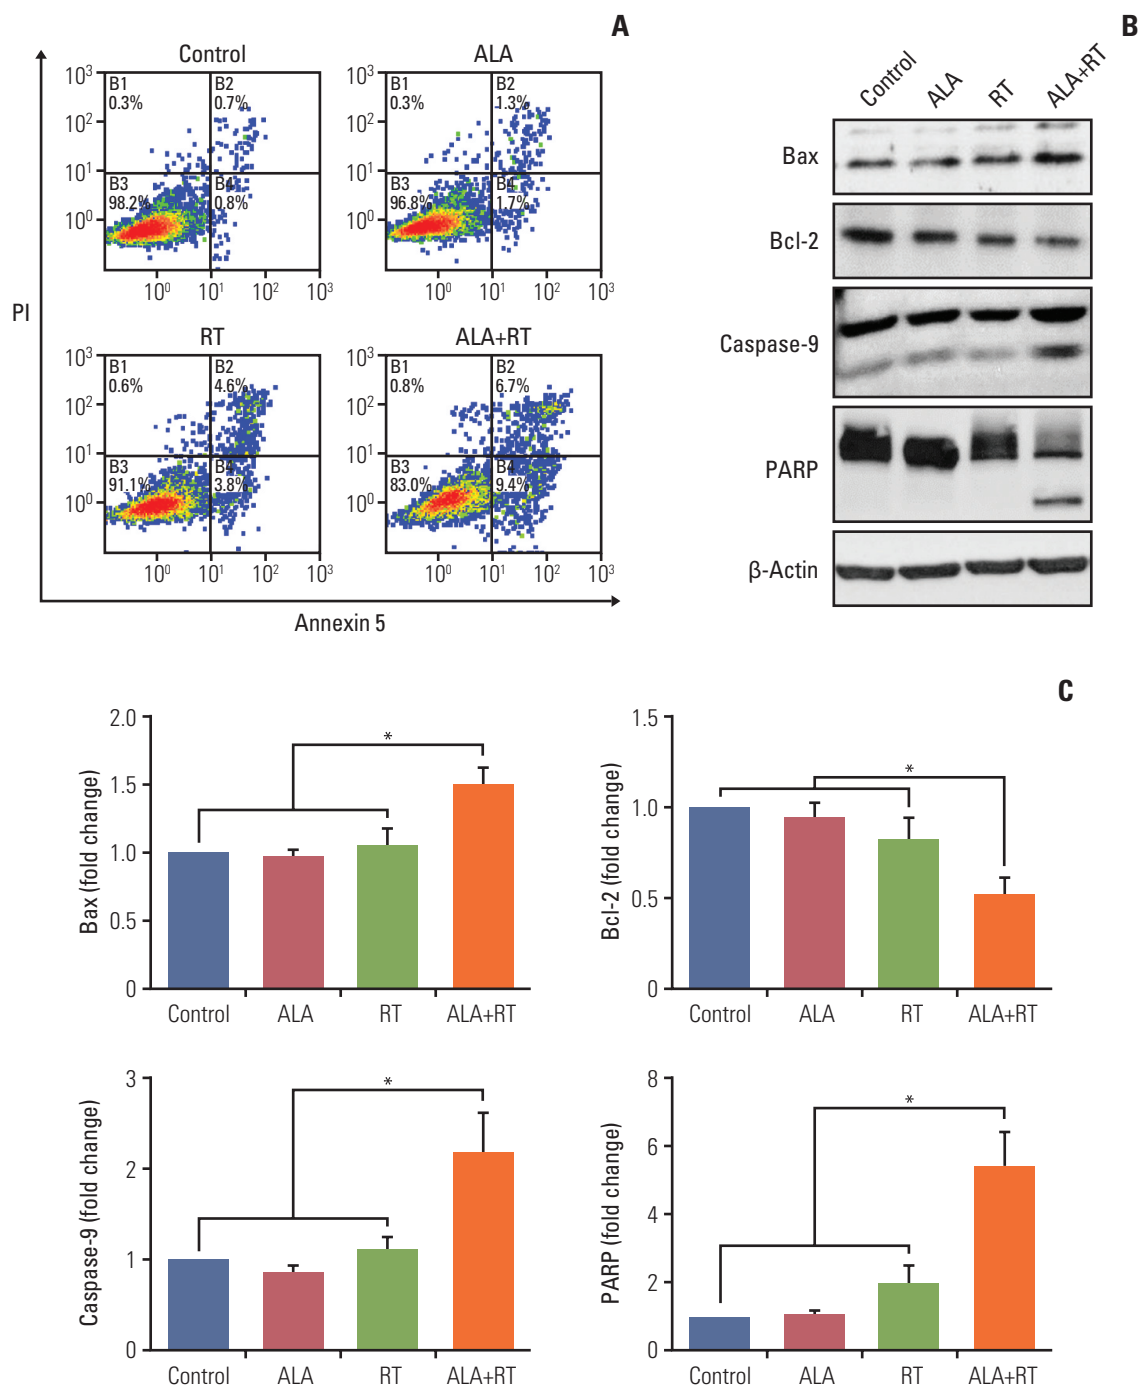 A
Control
ALA
10³
10²
10¹
10⁰
B1
0.3%
B2
0.7%
B3
98.2%
B4
0.8%
10⁰ 10¹ 10² 10³
10³
10²
10¹
10⁰
B1
0.3%
B2
1.3%
B3
96.8%
B4
1.7%
10⁰ 10¹ 10² 10³
PI
RT
ALA+RT
10³
10²
10¹
10⁰
B1
0.6%
B2
4.6%
B3
91.1%
B4
3.8%
10⁰ 10¹ 10² 10³
10³
10²
10¹
10⁰
B1
0.8%
B2
6.7%
B3
83.0%
B4
9.4%
10⁰ 10¹ 10² 10³
Annexin 5
B
Control ALA RT ALA+RT
Bax
Bcl-2
Caspase-9
PARP
β-Actin
C
Bax (fold change)
2.0
1.5
1.0
0.5
0
*
Control ALA RT ALA+RT
Bcl-2 (fold change)
1.5
1.0
0.5
0
*
Control ALA RT ALA+RT
Caspase-9 (fold change)
3
2
1
0
*
Control ALA RT ALA+RT
PARP (fold change)
8
6
4
2
0
*
Control ALA RT ALA+RT